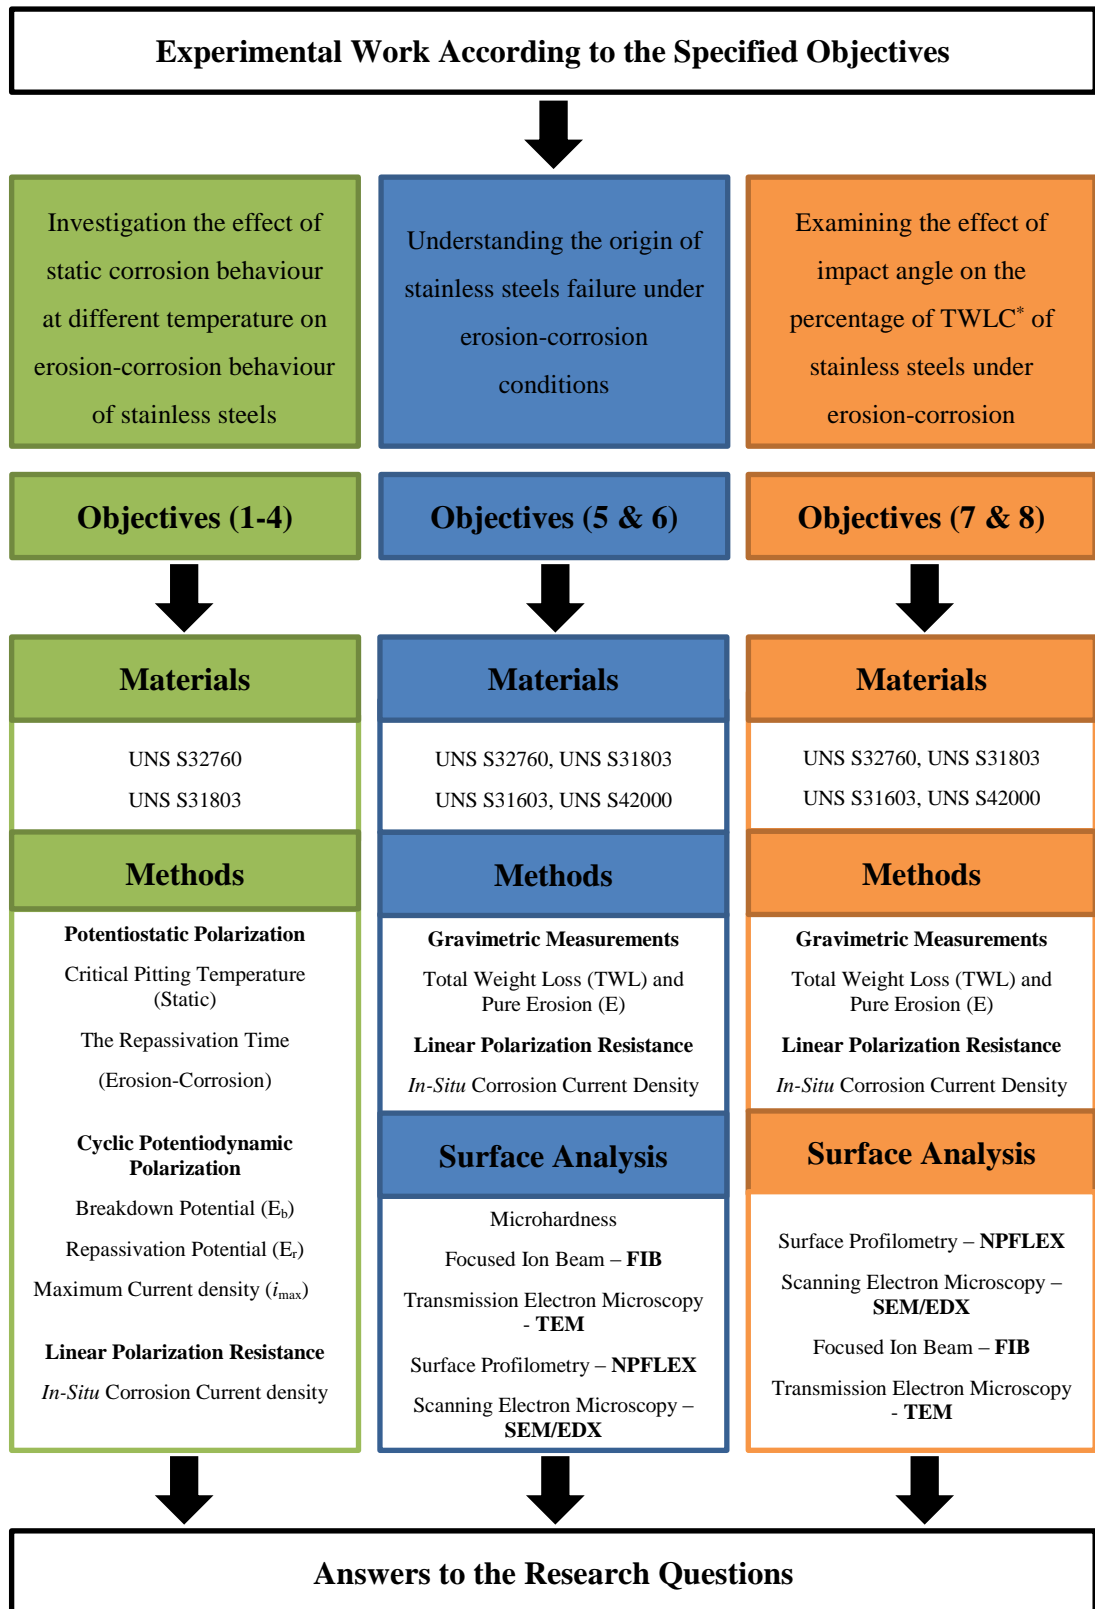 Experimental Work According to the Specified Objectives
Investigation the effect of
static corrosion behaviour
at different temperature on
erosion-corrosion behaviour
of stainless steels
Understanding the origin of
stainless steels failure under
erosion-corrosion
conditions
Examining the effect of
impact angle on the
percentage of TWLC* of
stainless steels under
erosion-corrosion
Objectives (1-4)
Objectives (5 & 6)
Objectives (7 & 8)
Materials
UNS S32760
UNS S31803
Methods
Potentiostatic Polarization
Critical Pitting Temperature
(Static)
The Repassivation Time
(Erosion-Corrosion)
Cyclic Potentiodynamic
Polarization
Breakdown Potential (Eb)
Repassivation Potential (Er)
Maximum Current density (imax)
Linear Polarization Resistance
In-Situ Corrosion Current density
Materials
UNS S32760, UNS S31803
UNS S31603, UNS S42000
Methods
Gravimetric Measurements
Total Weight Loss (TWL) and
Pure Erosion (E)
Linear Polarization Resistance
In-Situ Corrosion Current Density
Surface Analysis
Microhardness
Focused Ion Beam – FIB
Transmission Electron Microscopy
- TEM
Surface Profilometry – NPFLEX
Scanning Electron Microscopy –
SEM/EDX
Materials
UNS S32760, UNS S31803
UNS S31603, UNS S42000
Methods
Gravimetric Measurements
Total Weight Loss (TWL) and
Pure Erosion (E)
Linear Polarization Resistance
In-Situ Corrosion Current Density
Surface Analysis
Surface Profilometry – NPFLEX
Scanning Electron Microscopy –
SEM/EDX
Focused Ion Beam – FIB
Transmission Electron Microscopy
- TEM
Answers to the Research Questions